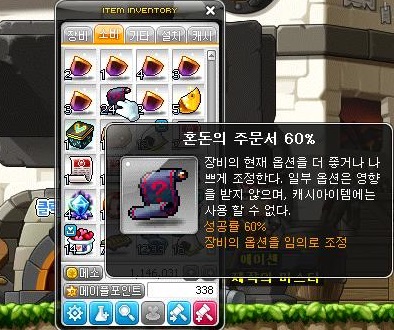 ITEM INVENTORY
장비 소비 기타 설치 캐시
혼돈의 주문서 60%
장비의 현재 옵션을 더 좋거나 나
쁘게 조정한다. 일부 옵션은 영향
을 받지 않으며, 캐시아이템에는
사용 할 수 없다.
성공률 60%
장비의 옵션을 임의로 조정
메소 1,146,031
메이플포인트 338